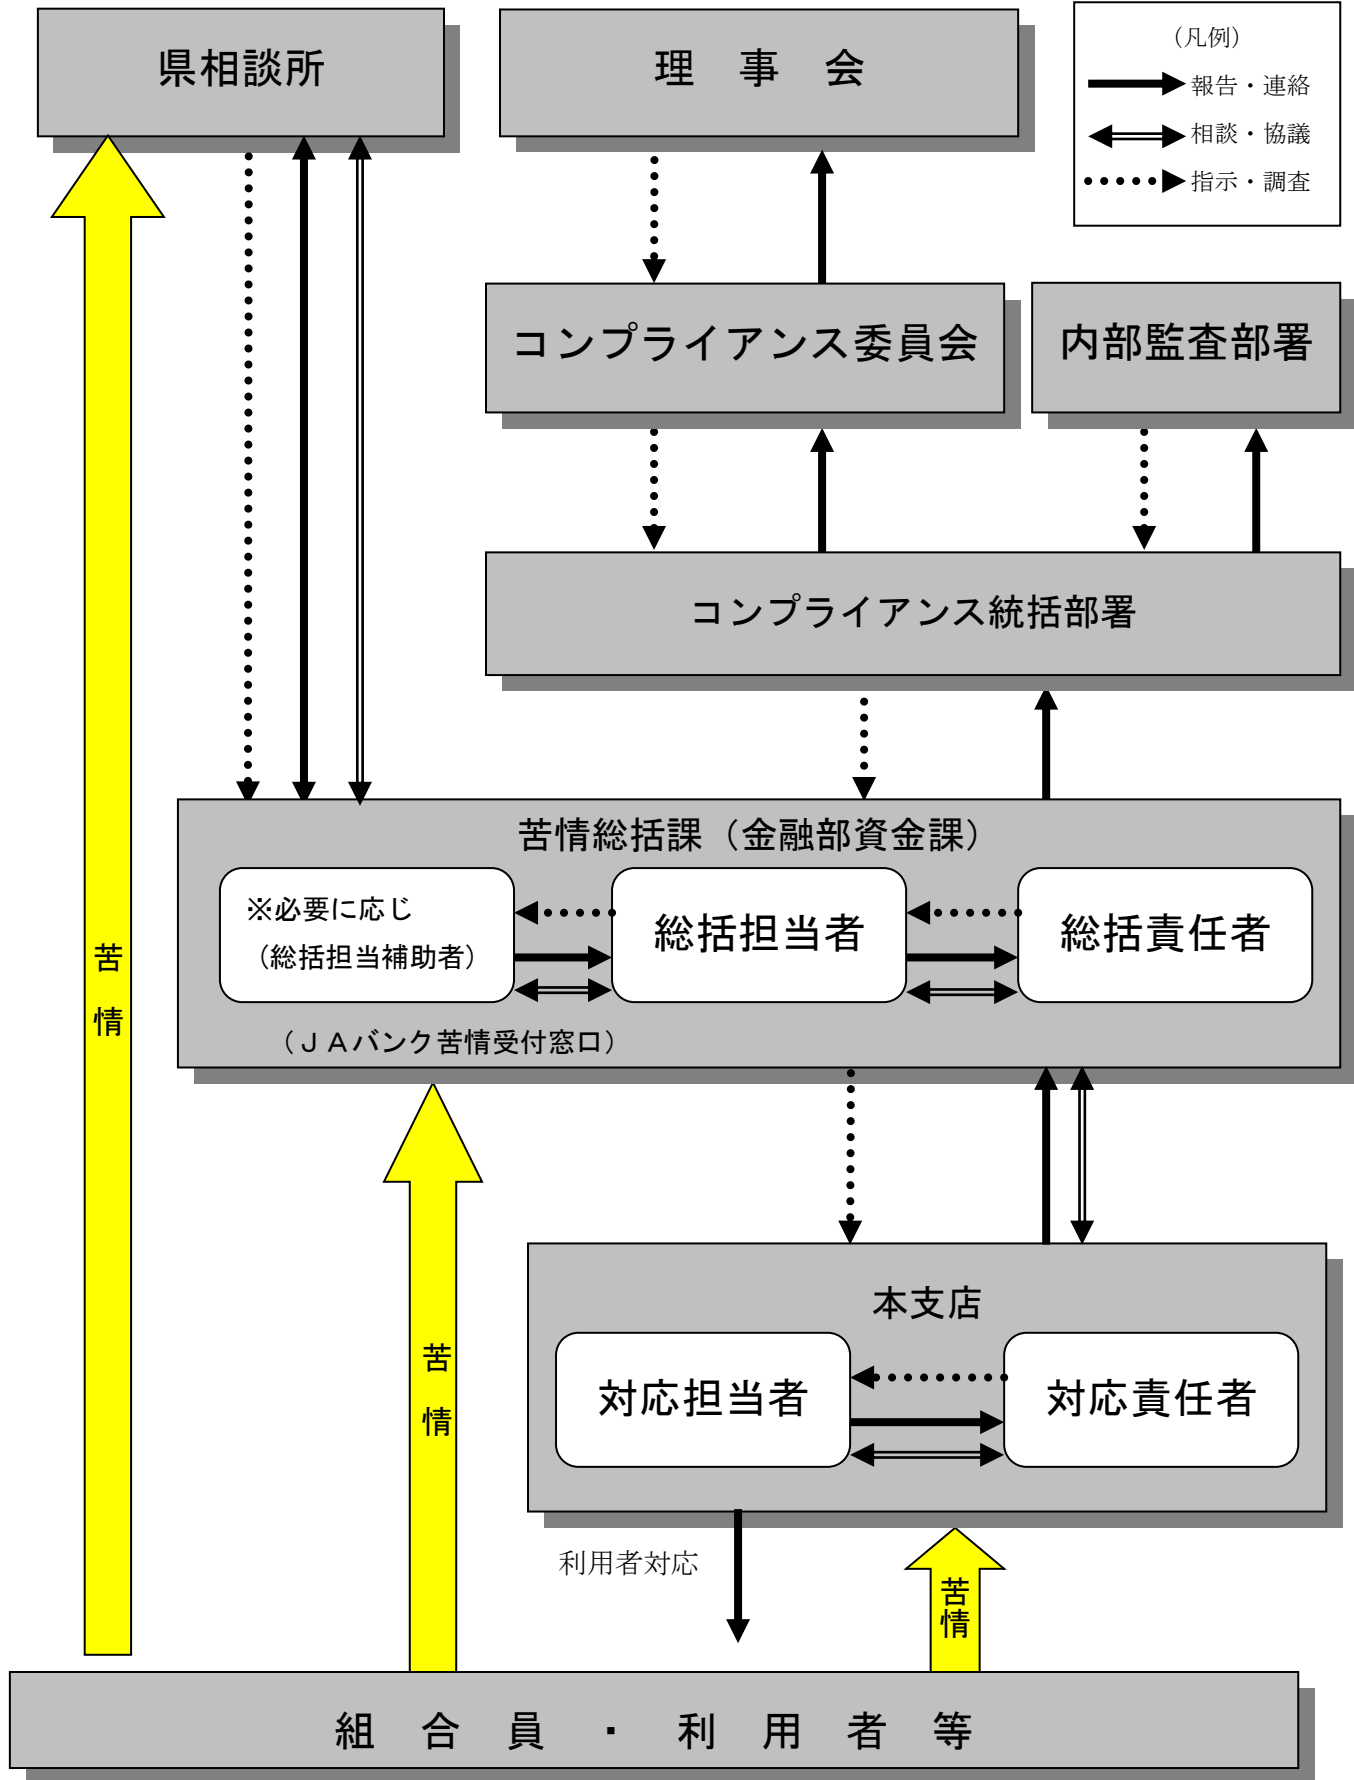 県相談所
理　事　会
（凡例）
報告・連絡
相談・協議
指示・調査
コンプライアンス委員会
内部監査部署
コンプライアンス統括部署
苦情総括課（金融部資金課）
※必要に応じ
（総括担当補助者）
総括担当者
総括責任者
（ＪＡバンク苦情受付窓口）
苦情
苦情
本支店
対応担当者
対応責任者
利用者対応
苦情
組　合　員　・　利　用　者　等